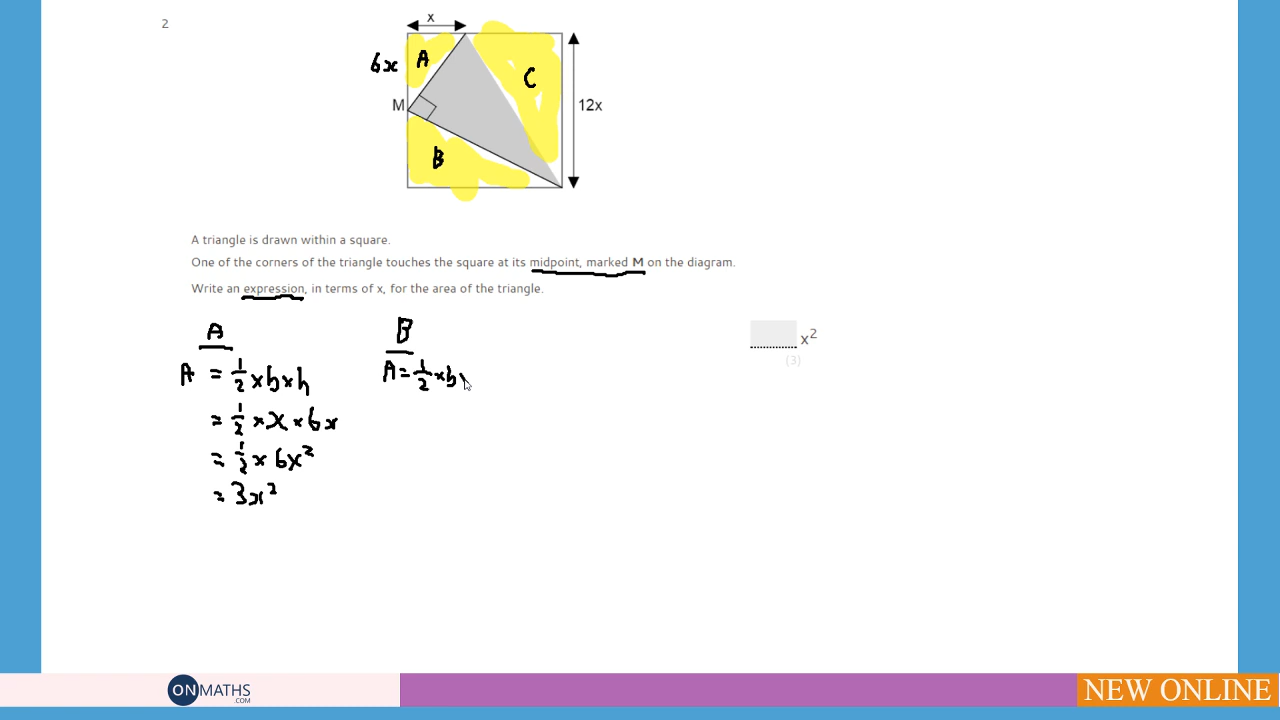 2
x
6x
A
C
M
12x
B
A triangle is drawn within a square.
One of the corners of the triangle touches the square at its midpoint, marked M on the diagram.
Write an expression, in terms of x, for the area of the triangle.
A
A = 1/2 × b × h
= 1/2 × x × 6x
= 1/2 × 6x²
= 3x²
B
A = 1/2 × b
x²
(3)
ONMATHS
.COM
NEW ONLINE